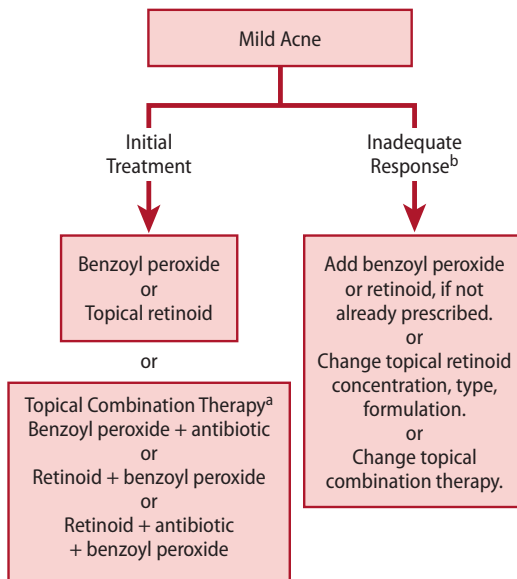 Mild Acne
Initial
Treatment
Inadequate
Responseᵇ
Benzoyl peroxide
or
Topical retinoid
or
Topical Combination Therapyᵃ
Benzoyl peroxide + antibiotic
or
Retinoid + benzoyl peroxide
or
Retinoid + antibiotic
+ benzoyl peroxide
Add benzoyl peroxide
or retinoid, if not
already prescribed.
or
Change topical retinoid
concentration, type,
formulation.
or
Change topical
combination therapy.